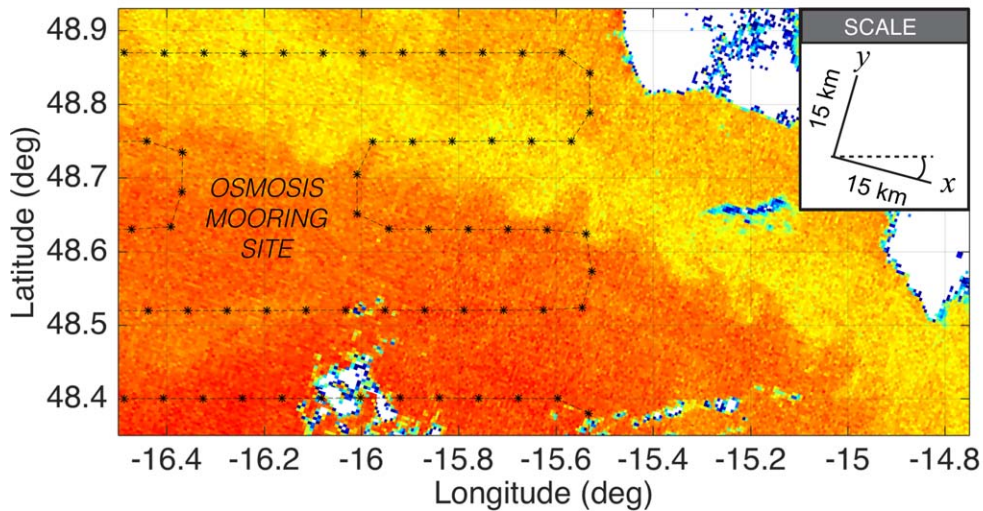 48.9
48.8
48.7
48.6
48.5
48.4
Latitude (deg)
OSMOSIS
MOORING
SITE
SCALE
y
15 km
15 km
x
-16.4
-16.2
-16
-15.8
-15.6
-15.4
-15.2
-15
-14.8
Longitude (deg)